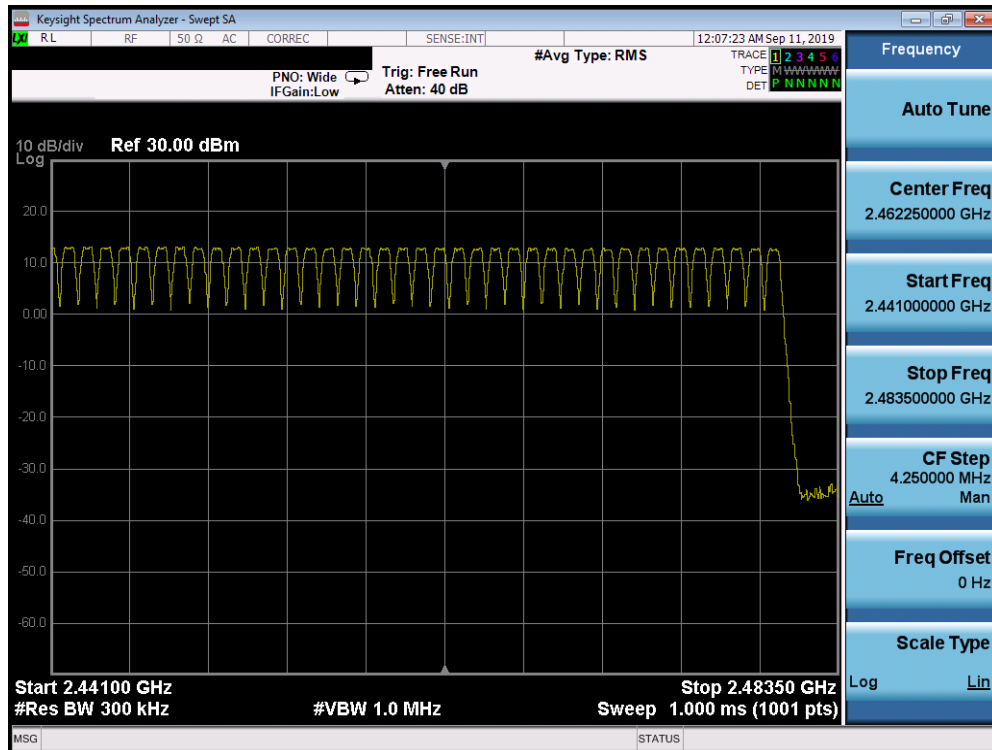 Keysight Spectrum Analyzer - Swept SA
LXI RL RF 50 Ω AC CORREC SENSE:INT 12:07:23 AM Sep 11, 2019
#Avg Type: RMS TRACE 1 2 3 4 5 6
PNO: Wide Trig: Free Run TYPE M WWWWW
IFGain:Low Atten: 40 dB DET P N N N N N
10 dB/div Ref 30.00 dBm
Log
20.0
10.0
0.00
-10.0
-20.0
-30.0
-40.0
-50.0
-60.0
Start 2.44100 GHz Stop 2.48350 GHz
#Res BW 300 kHz #VBW 1.0 MHz Sweep 1.000 ms (1001 pts)
MSG STATUS
Frequency
Auto Tune
Center Freq
2.462250000 GHz
Start Freq
2.441000000 GHz
Stop Freq
2.483500000 GHz
CF Step
4.250000 MHz
Auto Man
Freq Offset
0 Hz
Scale Type
Log Lin